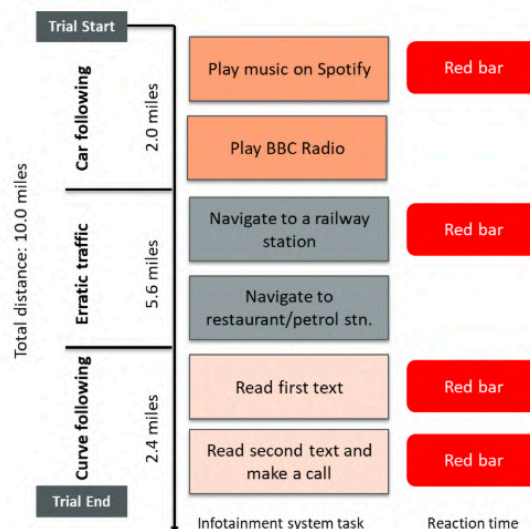 Trial Start
Total distance: 10.0 miles
Car following
2.0 miles
Play music on Spotify
Red bar
Play BBC Radio
Erratic traffic
5.6 miles
Navigate to a railway
station
Red bar
Navigate to
restaurant/petrol stn.
Curve following
2.4 miles
Read first text
Red bar
Read second text and
make a call
Red bar
Trial End
Infotainment system task
Reaction time